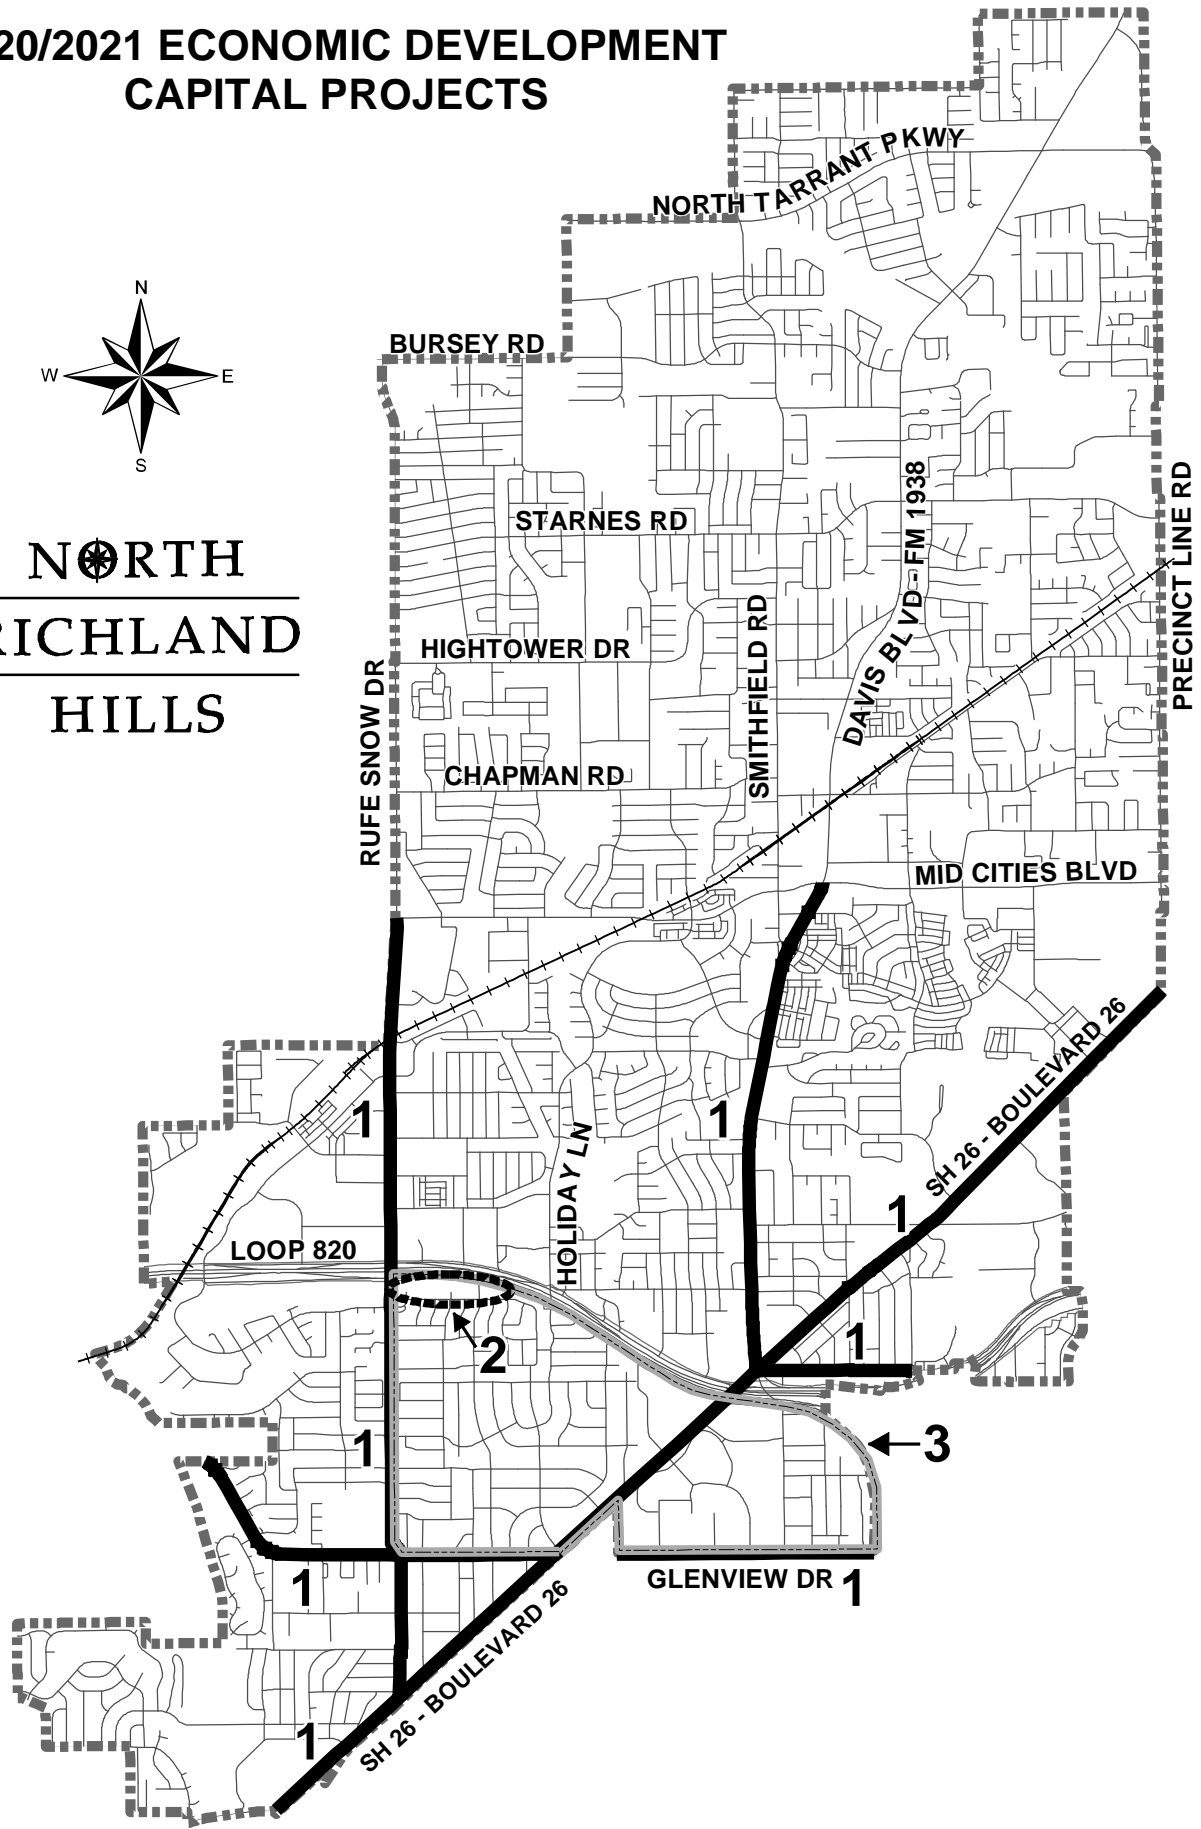 20/2021 ECONOMIC DEVELOPMENT
CAPITAL PROJECTS
NORTH TARRANT PKWY
N
W E
S
BURSEY RD
DAVIS BLVD - FM 1938
PRECINCT LINE RD
STARNES RD
NORTH
RICHLAND
HILLS
SMITHFIELD RD
HIGHTOWER DR
RUFE SNOW DR
CHAPMAN RD
MID CITIES BLVD
SH 26 - BOULEVARD 26
1
1
HOLIDAY LN
1
LOOP 820
1
2
1
3
1
GLENVIEW DR 1
SH 26 - BOULEVARD 26
1